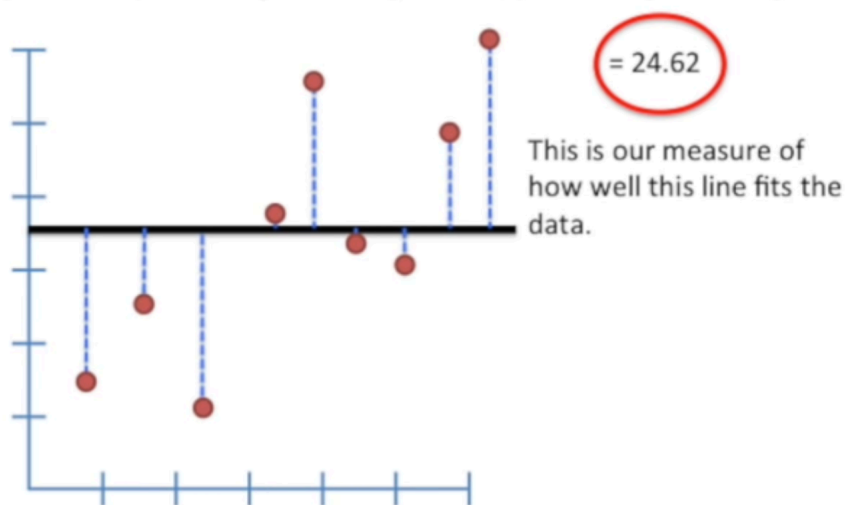 = 24.62
This is our measure of
how well this line fits the
data.